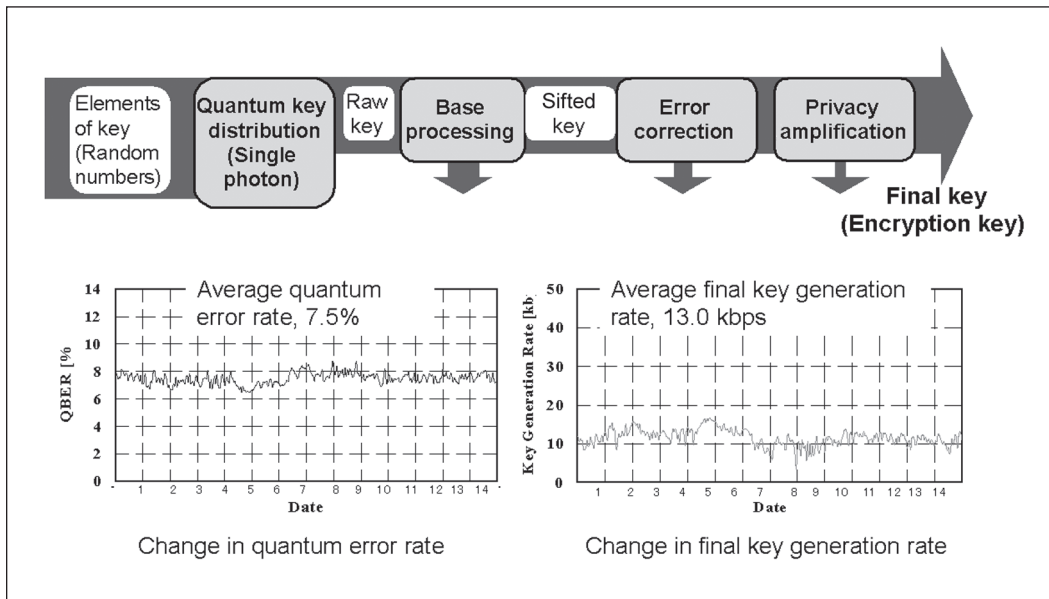 Elements
of key
(Random
numbers)
Quantum key
distribution
(Single
photon)
Raw
key
Base
processing
Sifted
key
Error
correction
Privacy
amplification
Final key
(Encryption key)
Average quantum
error rate, 7.5%
QBER [%
14
12
10
8
6
4
2
0
1 2 3 4 5 6 7 8 9 10 11 12 13 14
Date
Change in quantum error rate
Average final key generation
rate, 13.0 kbps
Key Generation Rate [kb
50
40
30
20
10
0
1 2 3 4 5 6 7 8 9 10 11 12 13 14
Date
Change in final key generation rate